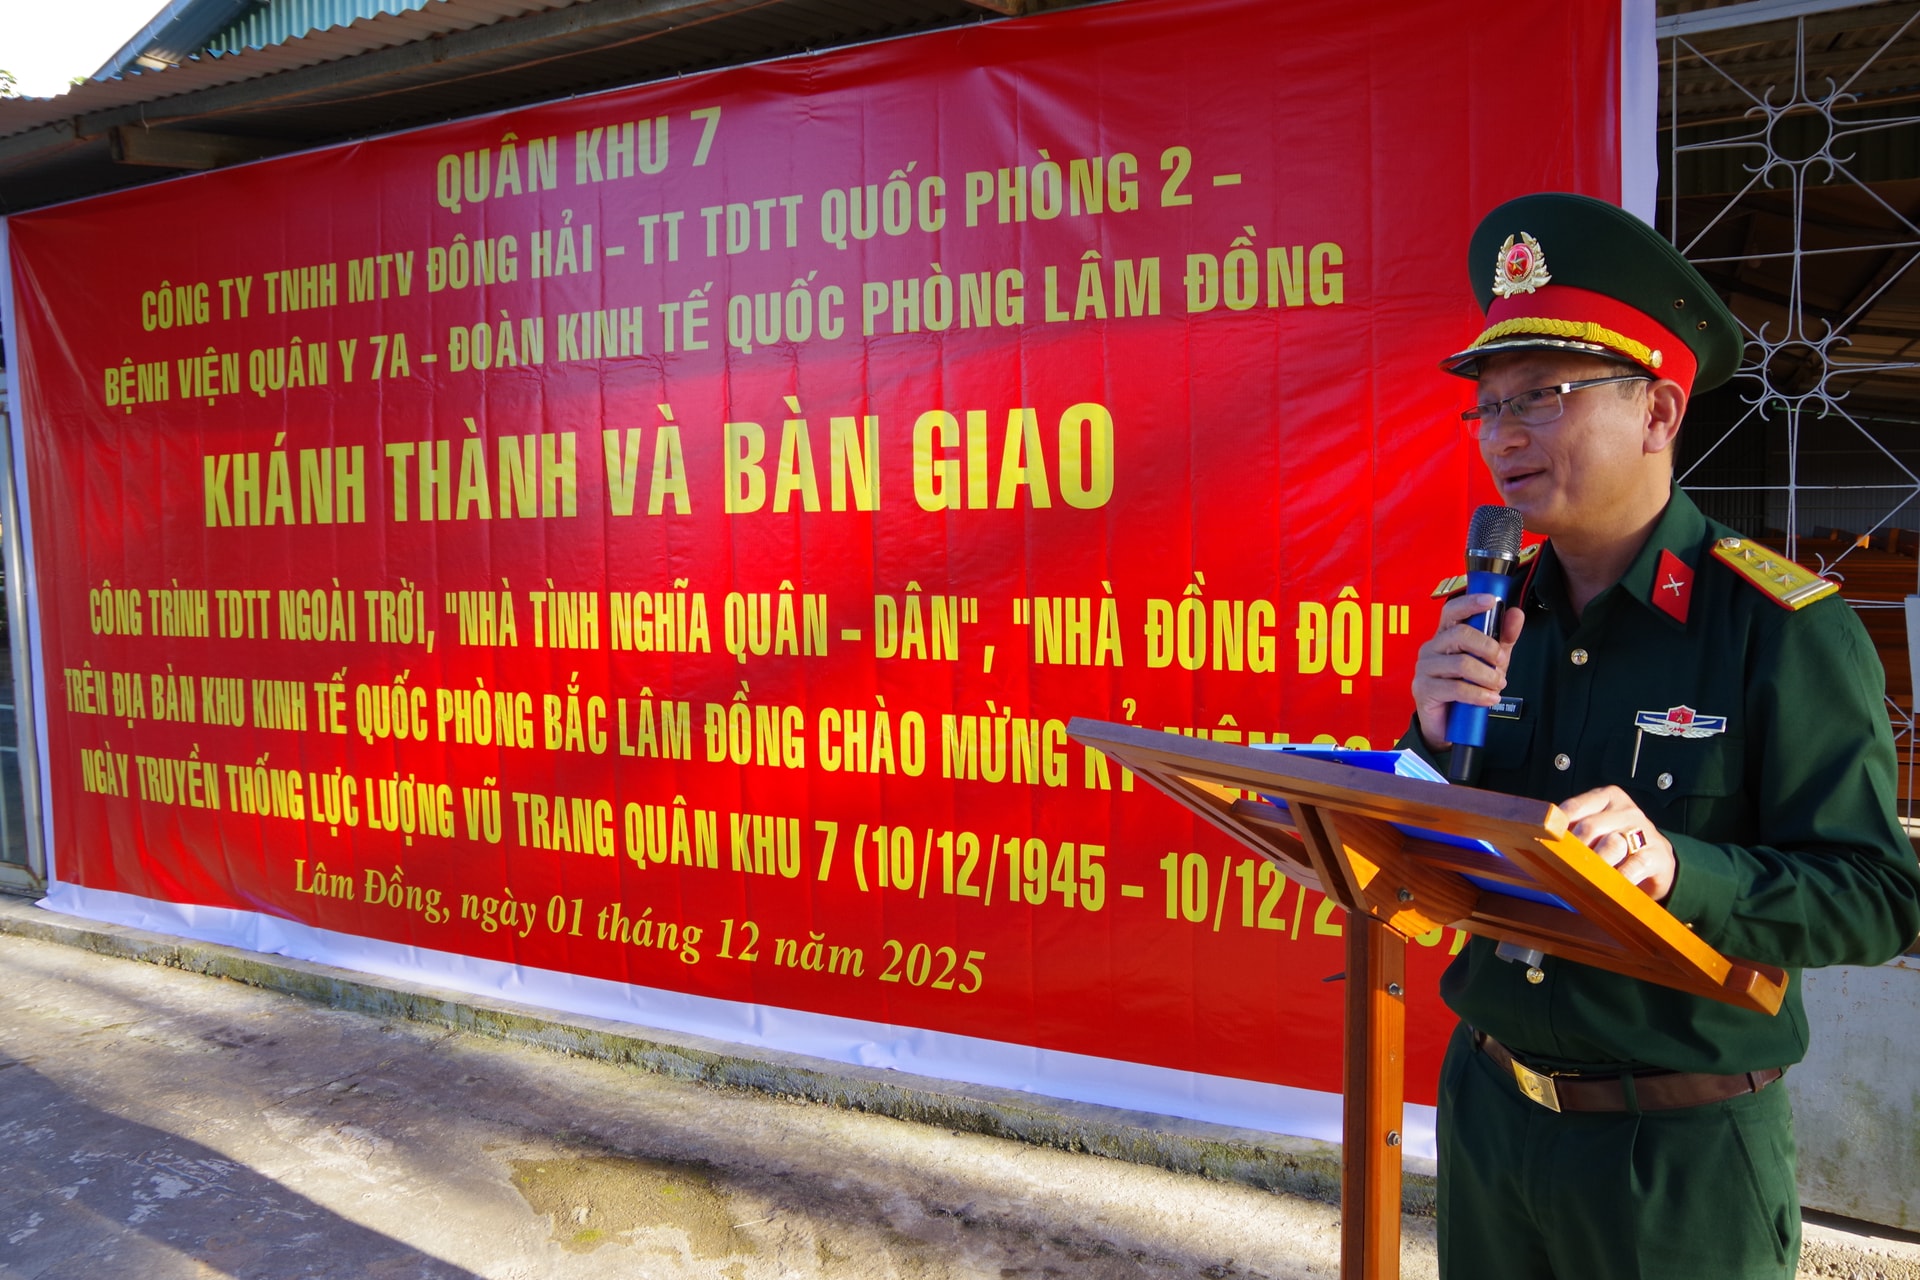 QUÂN KHU 7
CÔNG TY TNHH MTV ĐÔNG HẢI – TT TDTT QUỐC PHÒNG 2 –
BỆNH VIỆN QUÂN Y 7A – ĐOÀN KINH TẾ QUỐC PHÒNG LÂM ĐỒNG
KHÁNH THÀNH VÀ BÀN GIAO
CÔNG TRÌNH TDTT NGOÀI TRỜI, "NHÀ TÌNH NGHĨA QUÂN – DÂN", "NHÀ ĐỒNG ĐỘI"
TRÊN ĐỊA BÀN KHU KINH TẾ QUỐC PHÒNG BẮC LÂM ĐỒNG CHÀO MỪNG KỶ
NGÀY TRUYỀN THỐNG LỰC LƯỢNG VŨ TRANG QUÂN KHU 7 (10/12/1945 – 10/12/
Lâm Đồng, ngày 01 tháng 12 năm 2025